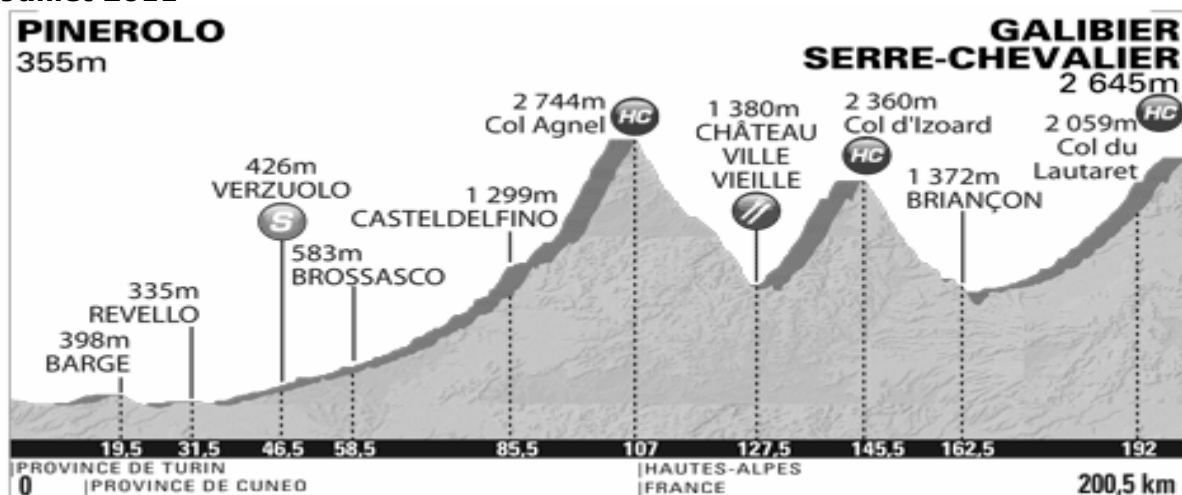 PINEROLO
355m
GALIBIER
SERRE-CHEVALIER
2 645m
HC
398m
BARGE
335m
REVELLO
426m
VERZUOLO
S
583m
BROSSASCO
1 299m
CASTELDELFINO
2 744m
Col Agnel
HC
1 380m
CHÂTEAU
VILLE
VIEILLE
2 360m
Col d'Izoard
HC
1 372m
BRIANÇON
2 059m
Col du
Lautaret
19,5 31,5 46,5 58,5 85,5 107 127,5 145,5 162,5 192
PROVINCE DE TURIN HAUTES-ALPES
0 PROVINCE DE CUNEO FRANCE 200,5 km